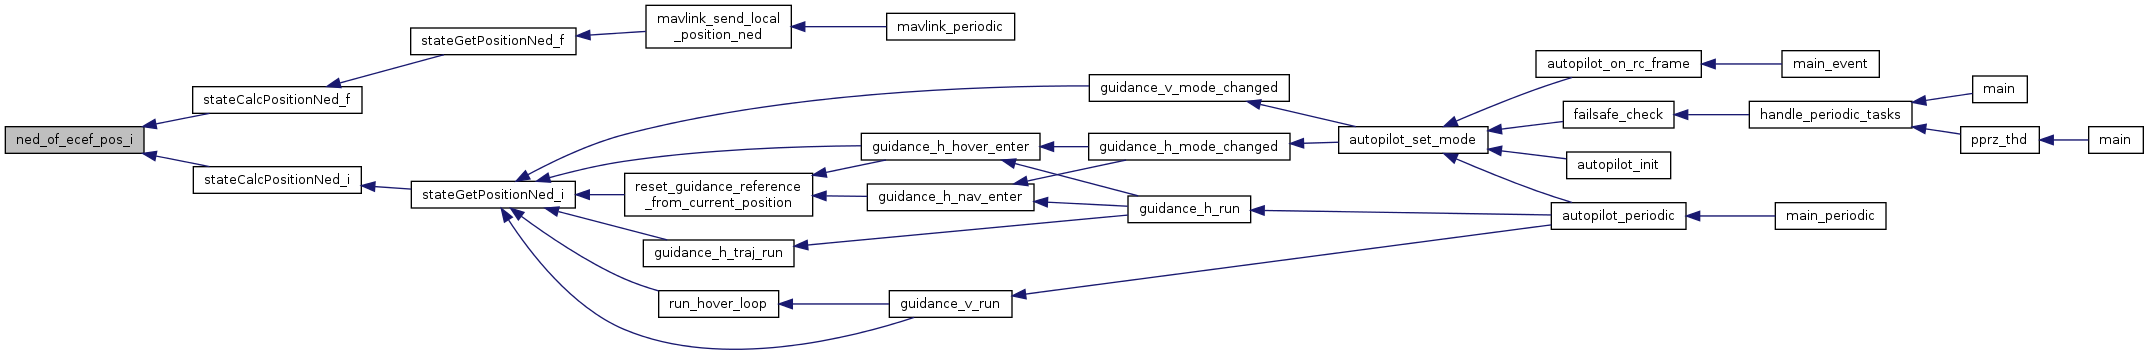 ned_of_ecef_pos_i
stateCalcPositionNed_f
stateGetPositionNed_f
mavlink_send_local
_position_ned
mavlink_periodic
stateCalcPositionNed_i
stateGetPositionNed_i
guidance_v_mode_changed
guidance_h_hover_enter
guidance_h_mode_changed
reset_guidance_reference
_from_current_position
guidance_h_nav_enter
guidance_h_run
guidance_h_traj_run
run_hover_loop
guidance_v_run
autopilot_set_mode
autopilot_on_rc_frame
main_event
failsafe_check
handle_periodic_tasks
main
pprz_thd
main
autopilot_init
autopilot_periodic
main_periodic